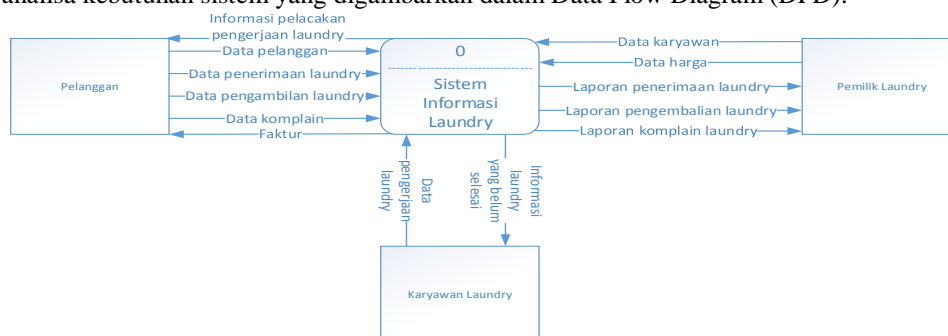 analisa kebutuhan sistem yang digambarkan dalam Data Flow Diagram (DFD).
Informasi pelacakan
pengerjaan laundry
Data pelanggan
Data penerimaan laundry
Data pengambilan laundry
Data komplain
Faktur
Pelanggan
0
Sistem
Informasi
Laundry
Data karyawan
Data harga
Laporan penerimaan laundry
Laporan pengembalian laundry
Laporan komplain laundry
Pemilik Laundry
Data
pengerjaan
laundry
Informasi
laundry
yang belum
selesai
Karyawan Laundry